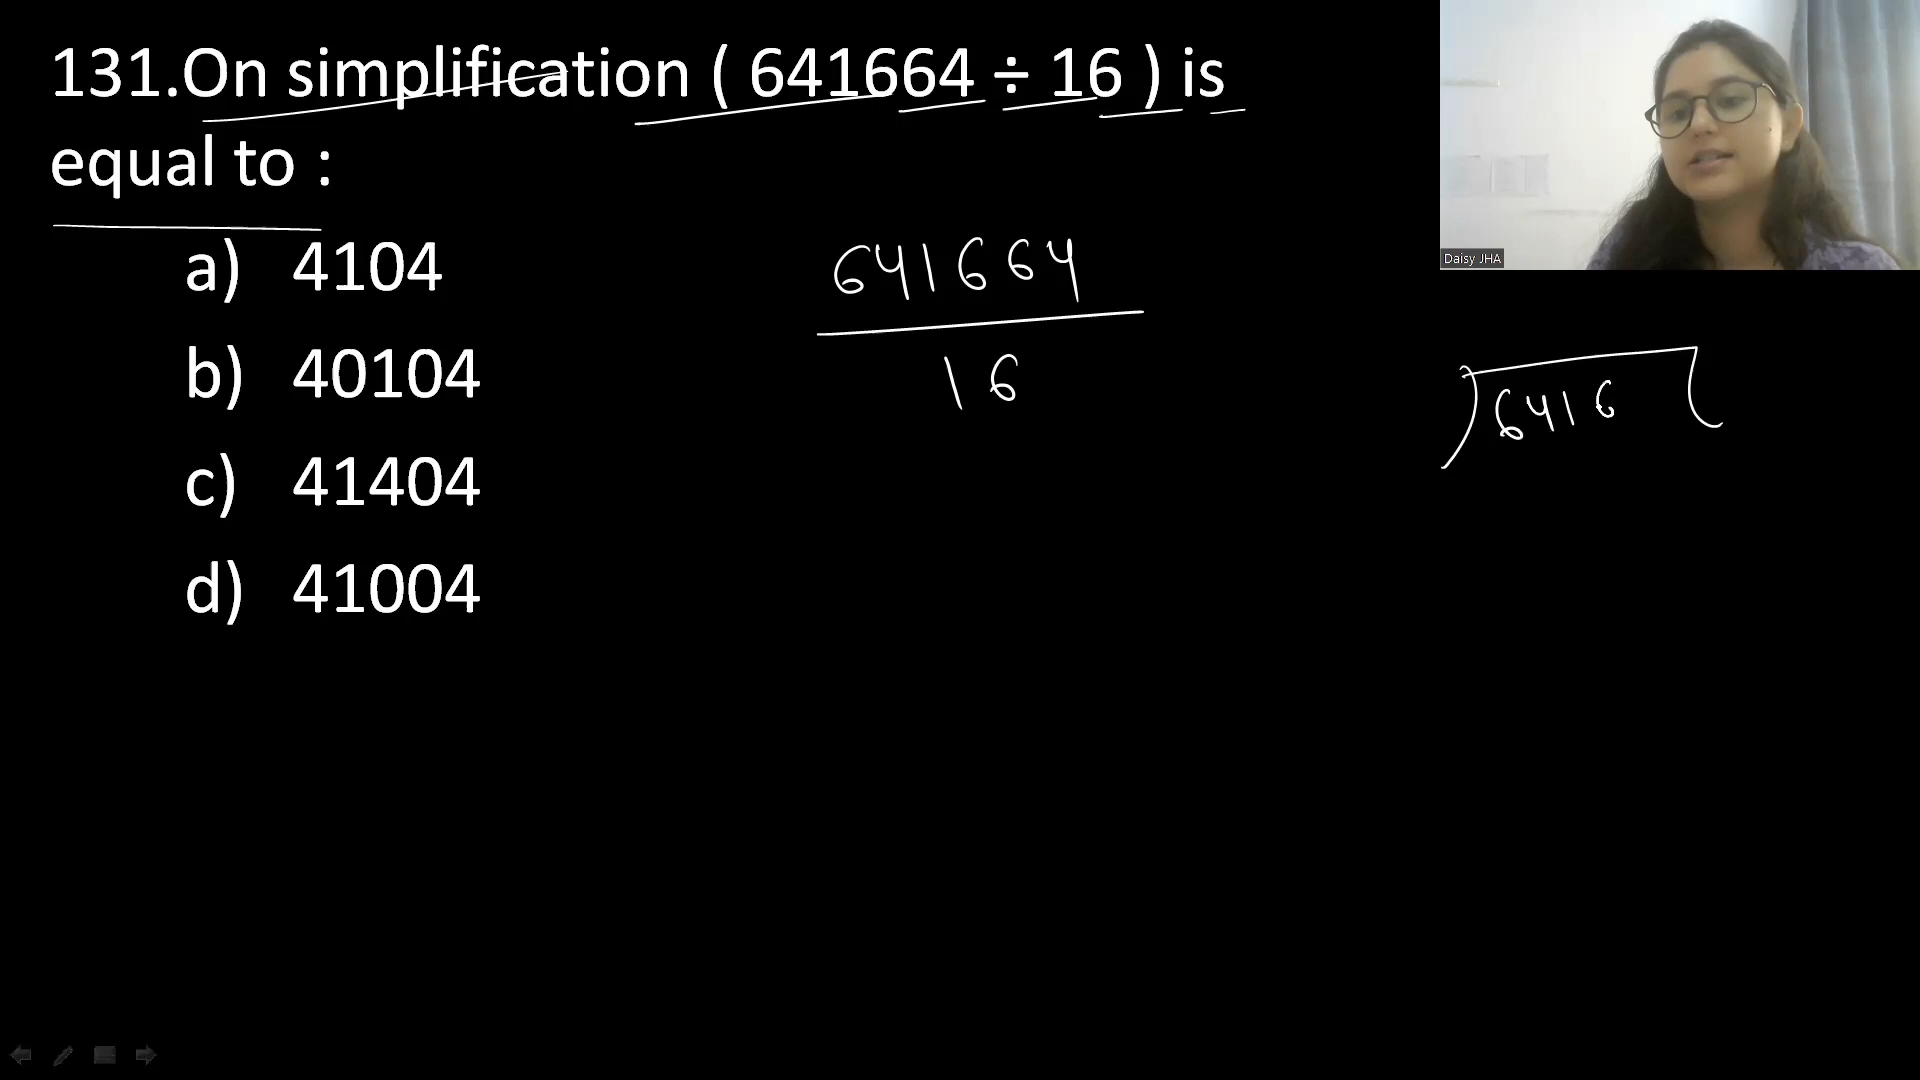 131.On simplification ( 641664 ÷ 16 ) is
equal to :
a) 4104
b) 40104
c) 41404
d) 41004
641664
16
6416
Daisy JHA